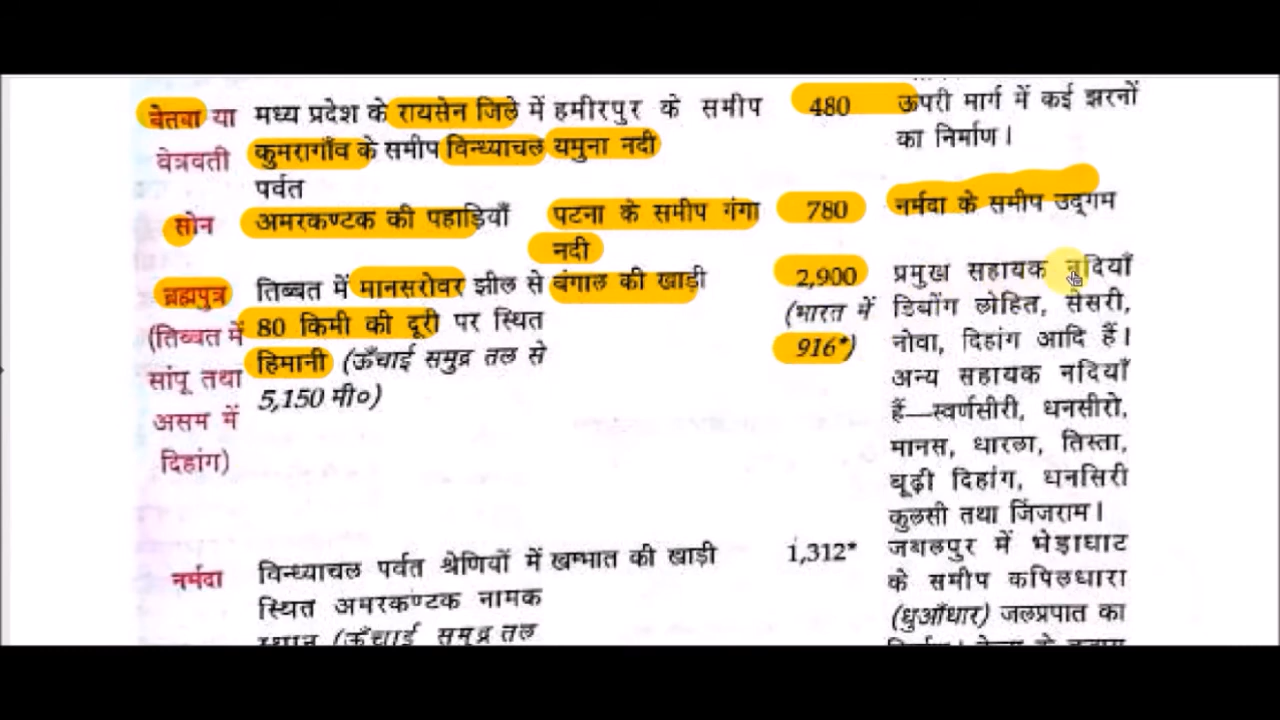 बेतवा या मध्य प्रदेश के रायसेन जिले में हमीरपुर के समीप 480 ऊपरी मार्ग में कई झरनों
वेत्रवती कुमरागाँव के समीप विन्ध्याचल यमुना नदी का निर्माण।
पर्वत
सोन अमरकण्टक की पहाड़ियाँ पटना के समीप गंगा 780 नर्मदा के समीप उद्गम
नदी
ब्रह्मपुत्र तिब्बत में मानसरोवर झील से बंगाल की खाड़ी 2,900 प्रमुख सहायक नदियाँ
(तिब्बत में 80 किमी की दूरी पर स्थित (भारत में डिबोंग लोहित, सेसरी,
सांपू तथा हिमानी (ऊँचाई समुद्र तल से 916*) नोवा, दिहांग आदि हैं।
असम में 5,150 मी०) अन्य सहायक नदियाँ
दिहांग) हैं—स्वर्णसीरी, धनसीरो,
मानस, धारला, तिस्ता,
बूढ़ी दिहांग, धनसिरी
कुलसी तथा जिंजराम।
नर्मदा विन्ध्याचल पर्वत श्रेणियों में खम्भात की खाड़ी 1,312* जबलपुर में भेड़ाघाट
स्थित अमरकण्टक नामक के समीप कपिलधारा
स्थान (ऊँचाई समुद्र तल (धुआँधार) जलप्रपात का